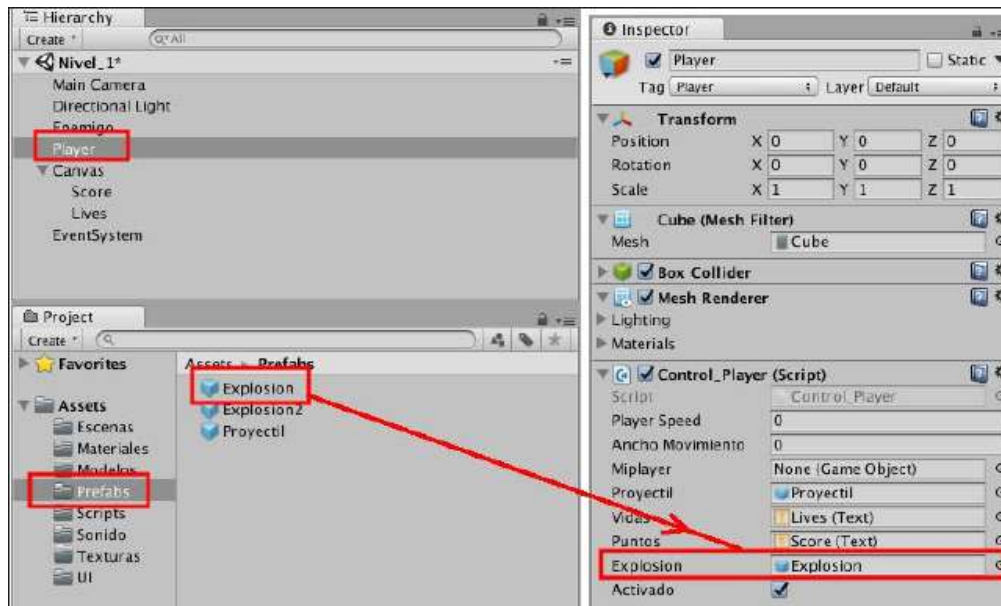 Hierarchy
Create
All
Nivel_1*
Main Camera
Directional Light
Enemigo
Player
Canvas
Score
Lives
EventSystem
Project
Create
Favorites
Assets
Escenas
Materiales
Modelos
Prefabs
Scripts
Sonido
Texturas
UI
Assets Prefabs
Explosion
Explosion2
Proyectil
Inspector
Player Static
Tag Player Layer Default
Transform
Position X 0 Y 0 Z 0
Rotation X 0 Y 0 Z 0
Scale X 1 Y 1 Z 1
Cube (Mesh Filter)
Mesh Cube
Box Collider
Mesh Renderer
Lighting
Materials
Control_Player (Script)
Script Control_Player
Player Speed 0
Ancho Movimiento 0
Miplayer None (Game Object)
Proyectil Proyectil
Vidas Lives (Text)
Puntos Score (Text)
Explosion Explosion
Activado